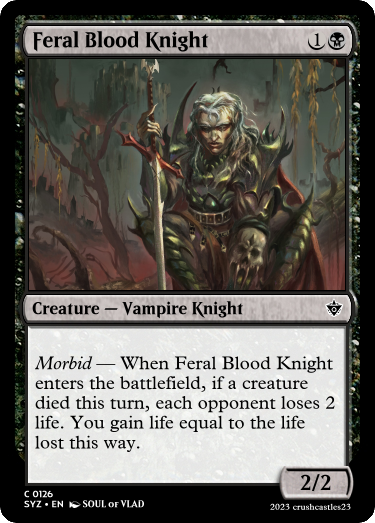 Feral Blood Knight 1
Creature — Vampire Knight
Morbid — When Feral Blood Knight
enters the battlefield, if a creature
died this turn, each opponent loses 2
life. You gain life equal to the life
lost this way.
2/2
C 0126
SYZ • EN SOUL of VLAD
2023 crushcastles23